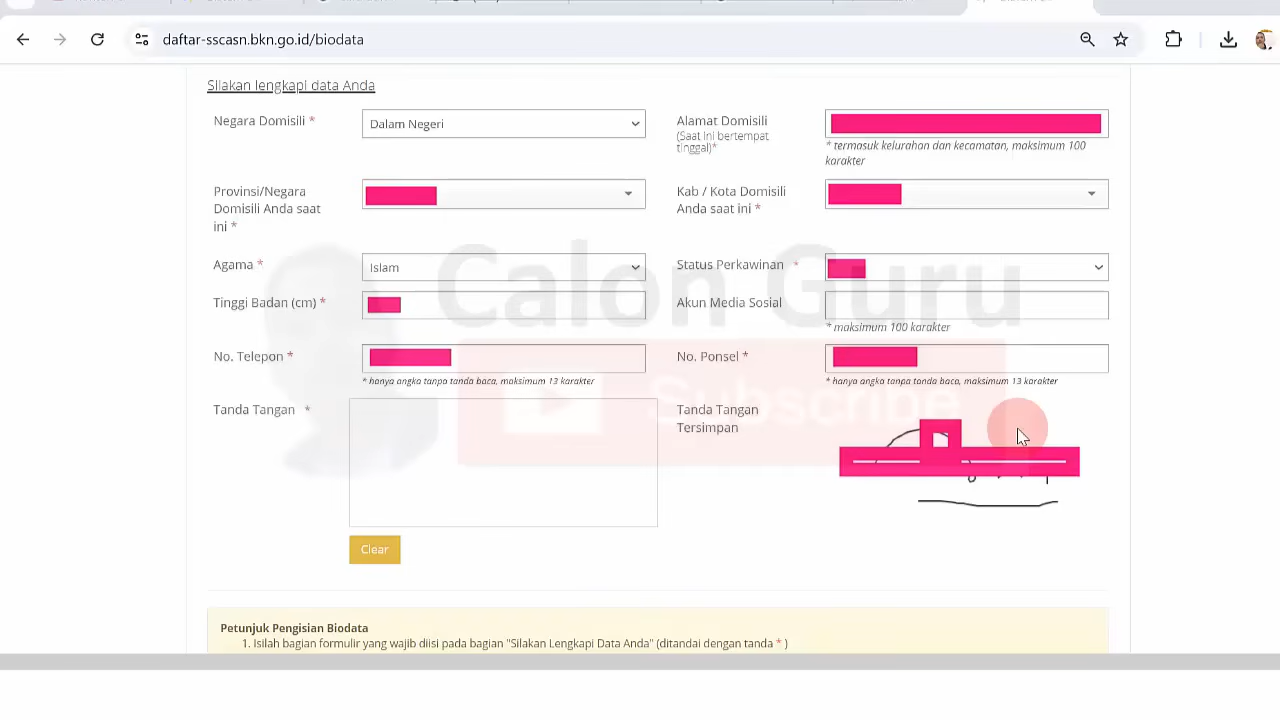 daftar-sscasn.bkn.go.id/biodata
Silakan lengkapi data Anda
Negara Domisili *
Dalam Negeri
Alamat Domisili
(Saat ini bertempat
tinggal)*
* termasuk kelurahan dan kecamatan, maksimum 100
karakter
Provinsi/Negara
Domisili Anda saat
ini *
Kab / Kota Domisili
Anda saat ini *
Agama *
Islam
Status Perkawinan *
Tinggi Badan (cm) *
Akun Media Sosial
* maksimum 100 karakter
Calon Guru
No. Telepon *
* hanya angka tanpa tanda baca, maksimum 13 karakter
No. Ponsel *
* hanya angka tanpa tanda baca, maksimum 13 karakter
Subscribe
Tanda Tangan *
Tanda Tangan
Tersimpan
Clear
Petunjuk Pengisian Biodata
1. Isilah bagian formulir yang wajib diisi pada bagian "Silakan Lengkapi Data Anda" (ditandai dengan tanda * )